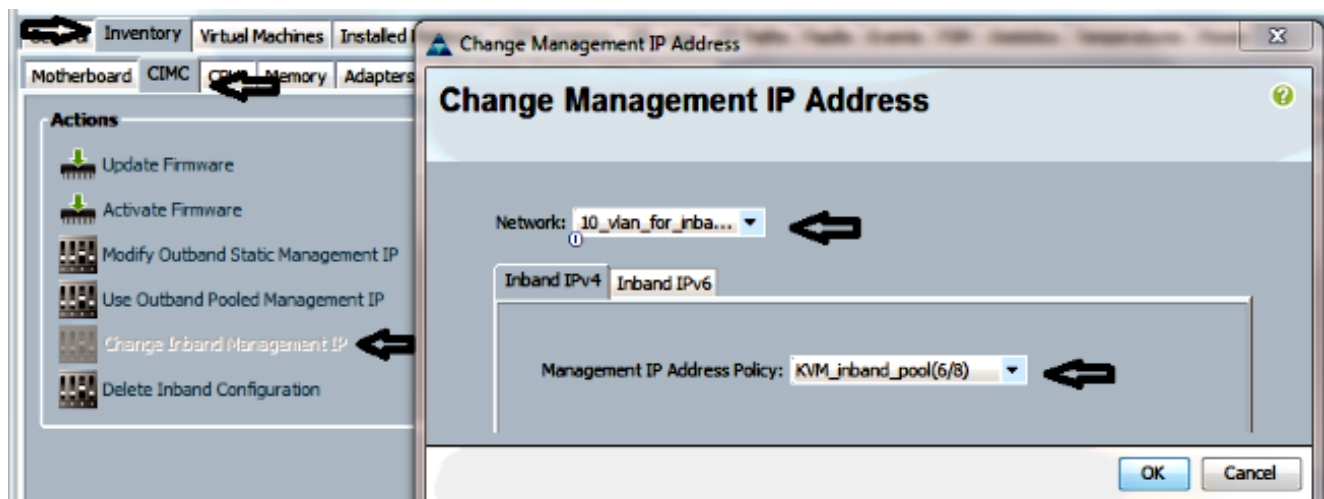 Inventory Virtual Machines Installed
Motherboard CIMC Memory Adapters
Actions
Update Firmware
Activate Firmware
Modify Outband Static Management IP
Use Outband Pooled Management IP
Change Inband Management IP
Delete Inband Configuration
Change Management IP Address
Change Management IP Address
Network: 10_vlan_for_inba...
Inband IPv4 Inband IPv6
Management IP Address Policy: KVM_inband_pool(6/8)
OK Cancel